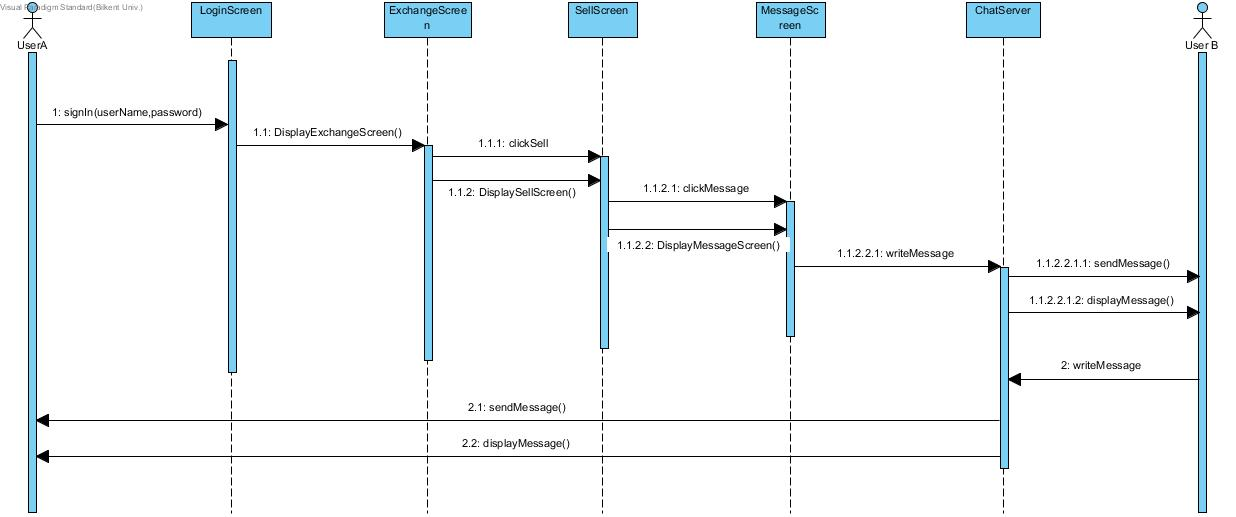 Visual Paradigm Standard(Bilkent Univ.)
LoginScreen
ExchangeScree
n
SellScreen
MessageSc
reen
ChatServer
UserA
User B
1: signIn(userName,password)
1.1: DisplayExchangeScreen()
1.1.1: clickSell
1.1.2: DisplaySellScreen()
1.1.2.1: clickMessage
1.1.2.2: DisplayMessageScreen()
1.1.2.2.1: writeMessage
1.1.2.2.1.1: sendMessage()
1.1.2.2.1.2: displayMessage()
2: writeMessage
2.1: sendMessage()
2.2: displayMessage()